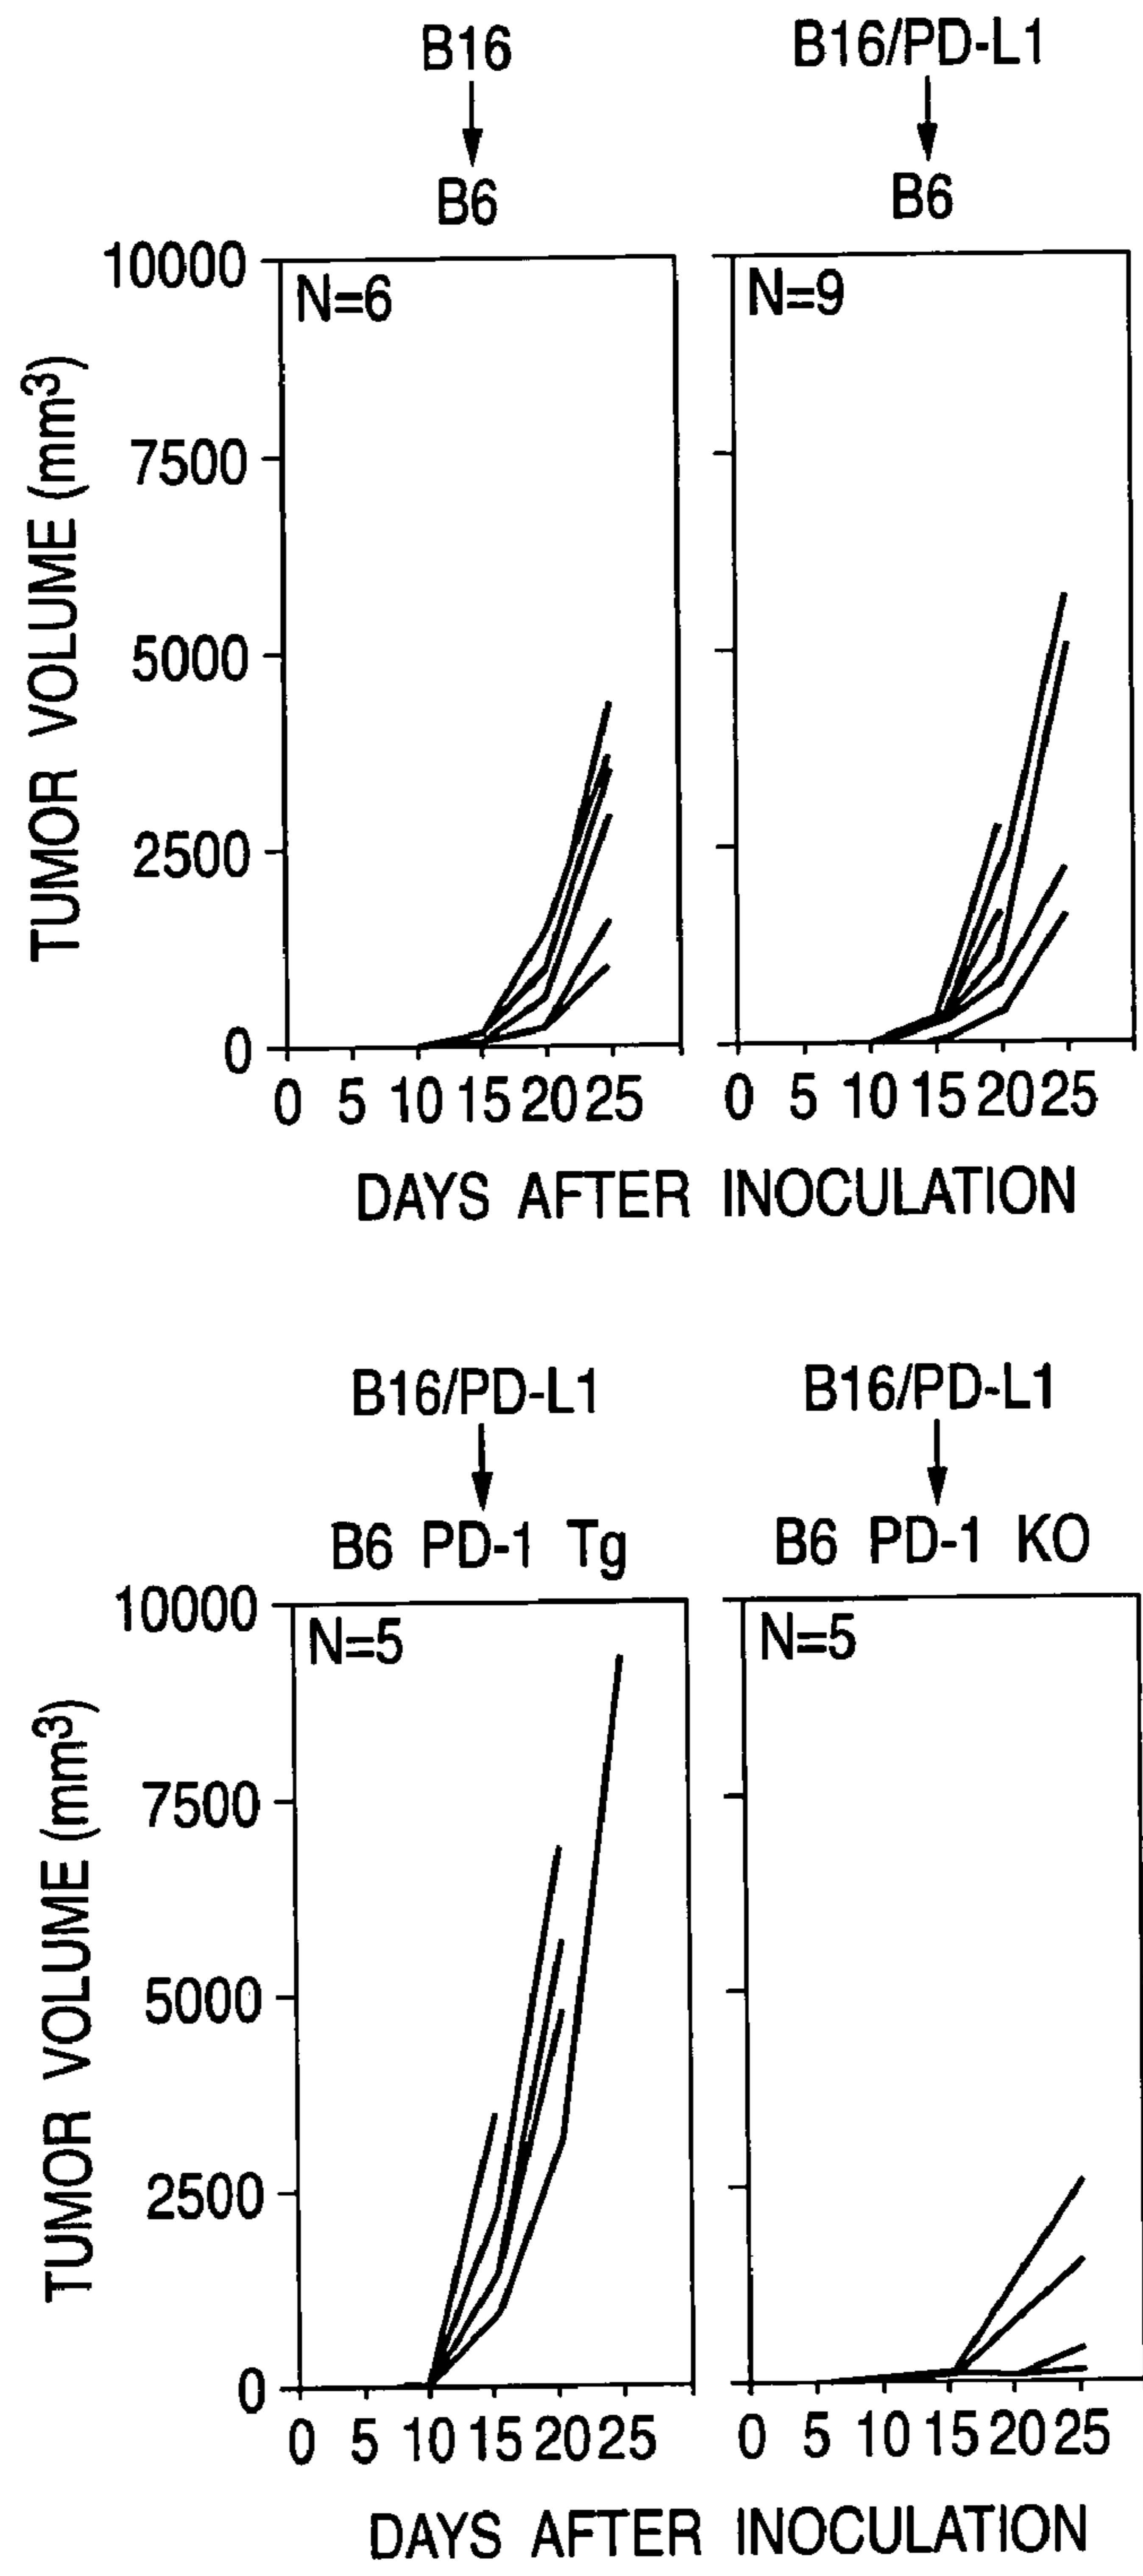 B16
B6
B16/PD-L1
B6
TUMOR VOLUME (mm³)
10000
7500
5000
2500
0
N=6
0 5 10 15 20 25
N=9
0 5 10 15 20 25
DAYS AFTER INOCULATION
B16/PD-L1
B6 PD-1 Tg
B16/PD-L1
B6 PD-1 KO
TUMOR VOLUME (mm³)
10000
7500
5000
2500
0
N=5
0 5 10 15 20 25
N=5
0 5 10 15 20 25
DAYS AFTER INOCULATION